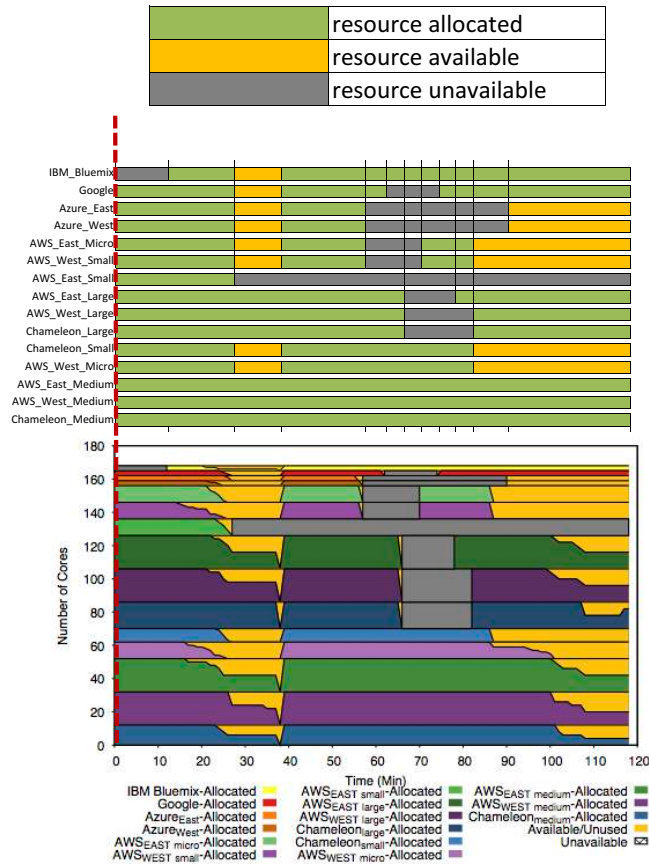 resource allocated
resource available
resource unavailable
IBM_Bluemix
Google
Azure_East
Azure_West
AWS_East_Micro
AWS_West_Small
AWS_East_Small
AWS_East_Large
AWS_West_Large
Chameleon_Large
Chameleon_Small
AWS_West_Micro
AWS_East_Medium
AWS_West_Medium
Chameleon_Medium
180
160
140
120
100
80
60
40
20
0
Number of Cores
0 10 20 30 40 50 60 70 80 90 100 110 120
Time (Min)
IBM Bluemix-Allocated
Google-Allocated
AzureEast-Allocated
AzureWest-Allocated
AWSEAST micro-Allocated
AWSWEST small-Allocated
AWSEAST small-Allocated
AWSEAST large-Allocated
AWSWEST large-Allocated
Chameleonlarge-Allocated
Chameleonsmall-Allocated
AWSWEST micro-Allocated
AWSEAST medium-Allocated
AWSWEST medium-Allocated
Chameleonmedium-Allocated
Available/Unused
Unavailable